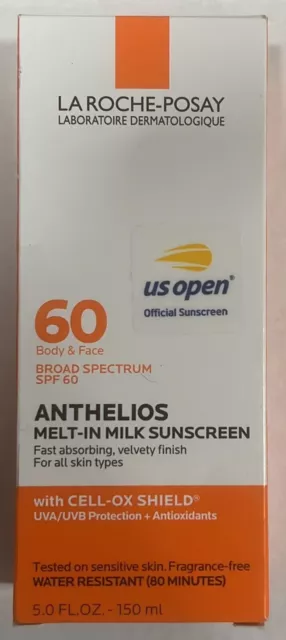 LA ROCHE-POSAY
LABORATOIRE DERMATOLOGIQUE
us open®
Official Sunscreen
60
Body & Face
BROAD SPECTRUM
SPF 60
ANTHELIOS
MELT-IN MILK SUNSCREEN
Fast absorbing, velvety finish
For all skin types
with CELL-OX SHIELD®
UVA/UVB Protection + Antioxidants
Tested on sensitive skin. Fragrance-free
WATER RESISTANT (80 MINUTES)
5.0 FL.OZ. - 150 ml